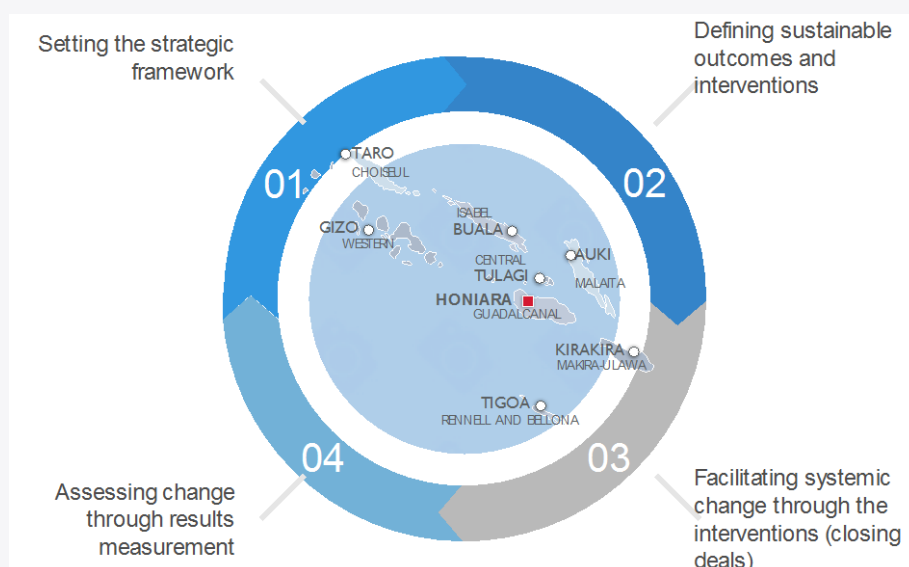 Setting the strategic
framework
Defining sustainable
outcomes and
interventions
01
02
TARO
CHOISEUL
GIZO
WESTERN
ISABEL
BUALA
CENTRAL
TULAGI
AUKI
MALAITA
HONIARA
GUADALCANAL
KIRAKIRA
MAKIRA-ULAWA
TIGOA
RENNELL AND BELLONA
04
03
Assessing change
through results
measurement
Facilitating systemic
change through the
interventions (closing
deals)